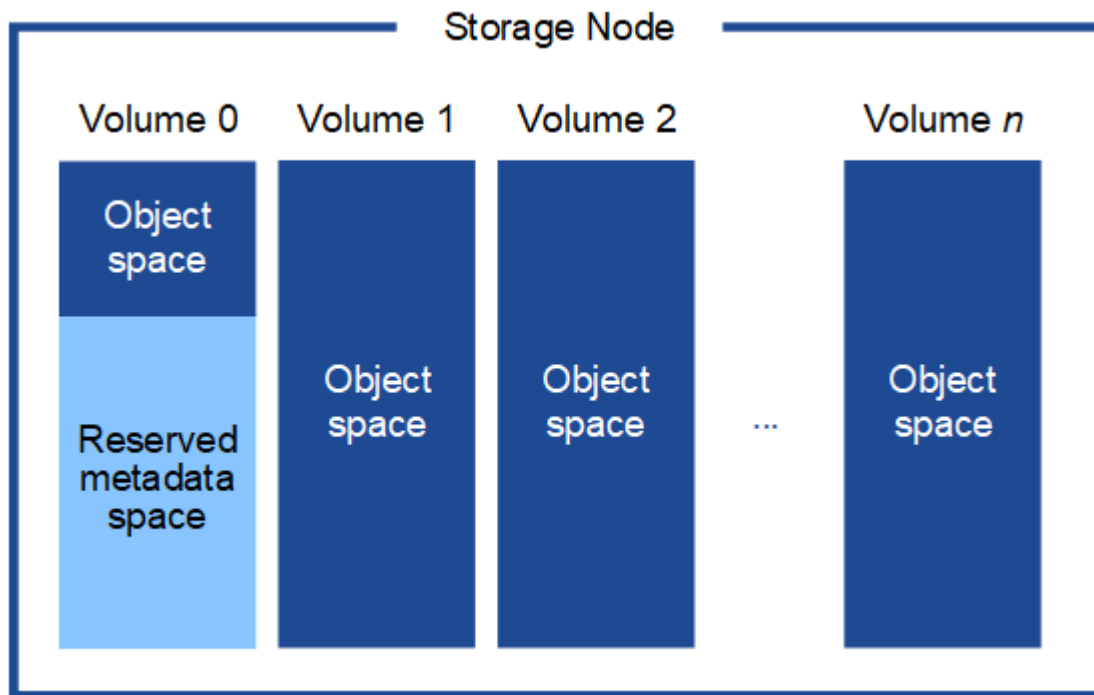 Storage Node
Volume 0
Volume 1
Volume 2
Volume n
Object
space
Reserved
metadata
space
Object
space
Object
space
...
Object
space